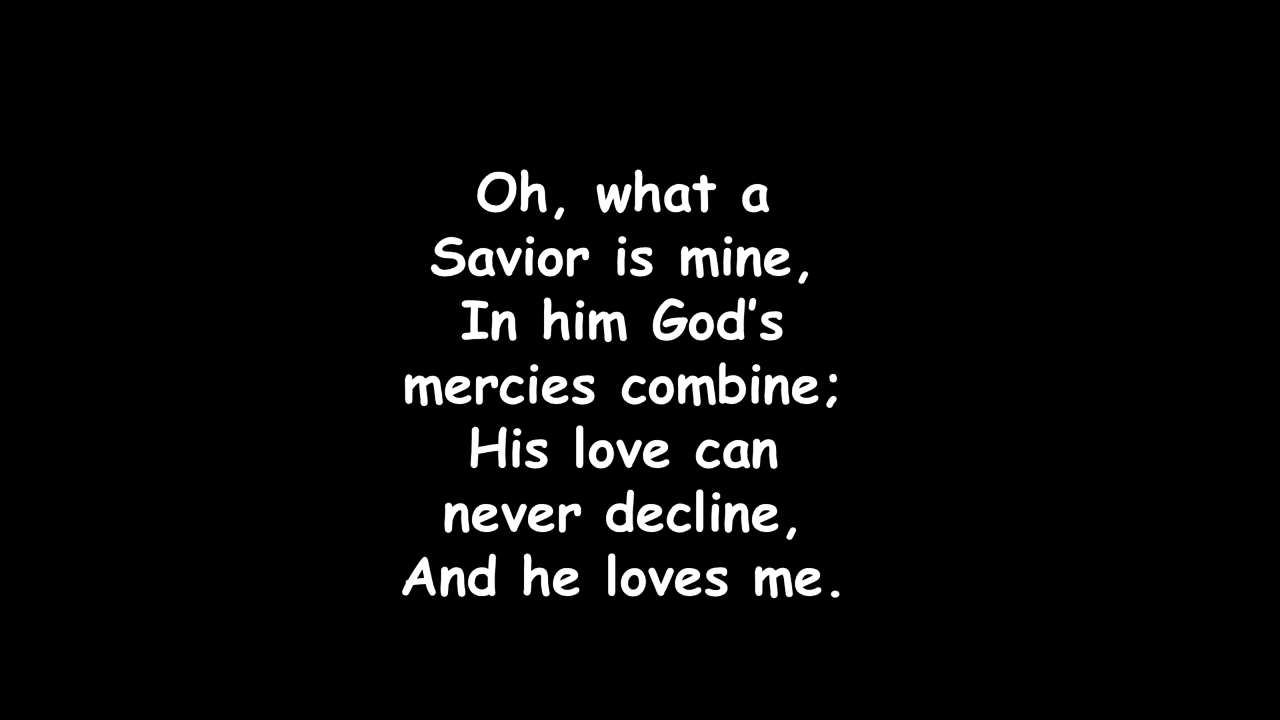 Oh, what a
Savior is mine,
In him God's
mercies combine;
His love can
never decline,
And he loves me.